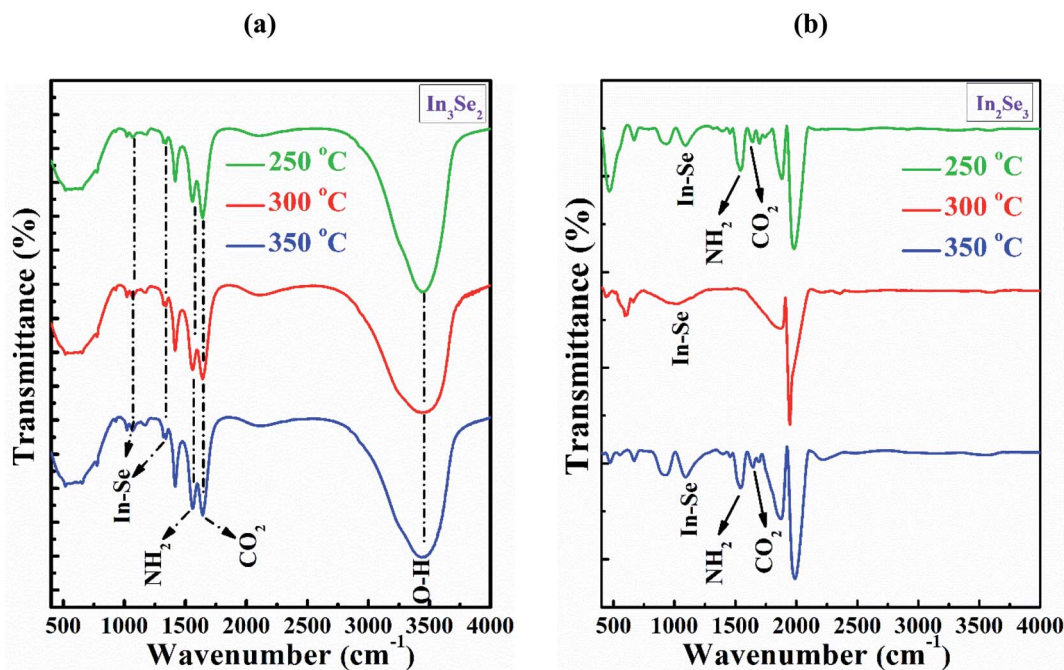 (a)
In₃Se₂
250 °C
300 °C
350 °C
In-Se
NH₂
CO₂
O-H
Transmittance (%)
500 1000 1500 2000 2500 3000 3500 4000
Wavenumber (cm⁻¹)
(b)
In₂Se₃
250 °C
300 °C
350 °C
In-Se
NH₂
CO₂
In-Se
In-Se
NH₂
CO₂
Transmittance (%)
500 1000 1500 2000 2500 3000 3500 4000
Wavenumber (cm⁻¹)